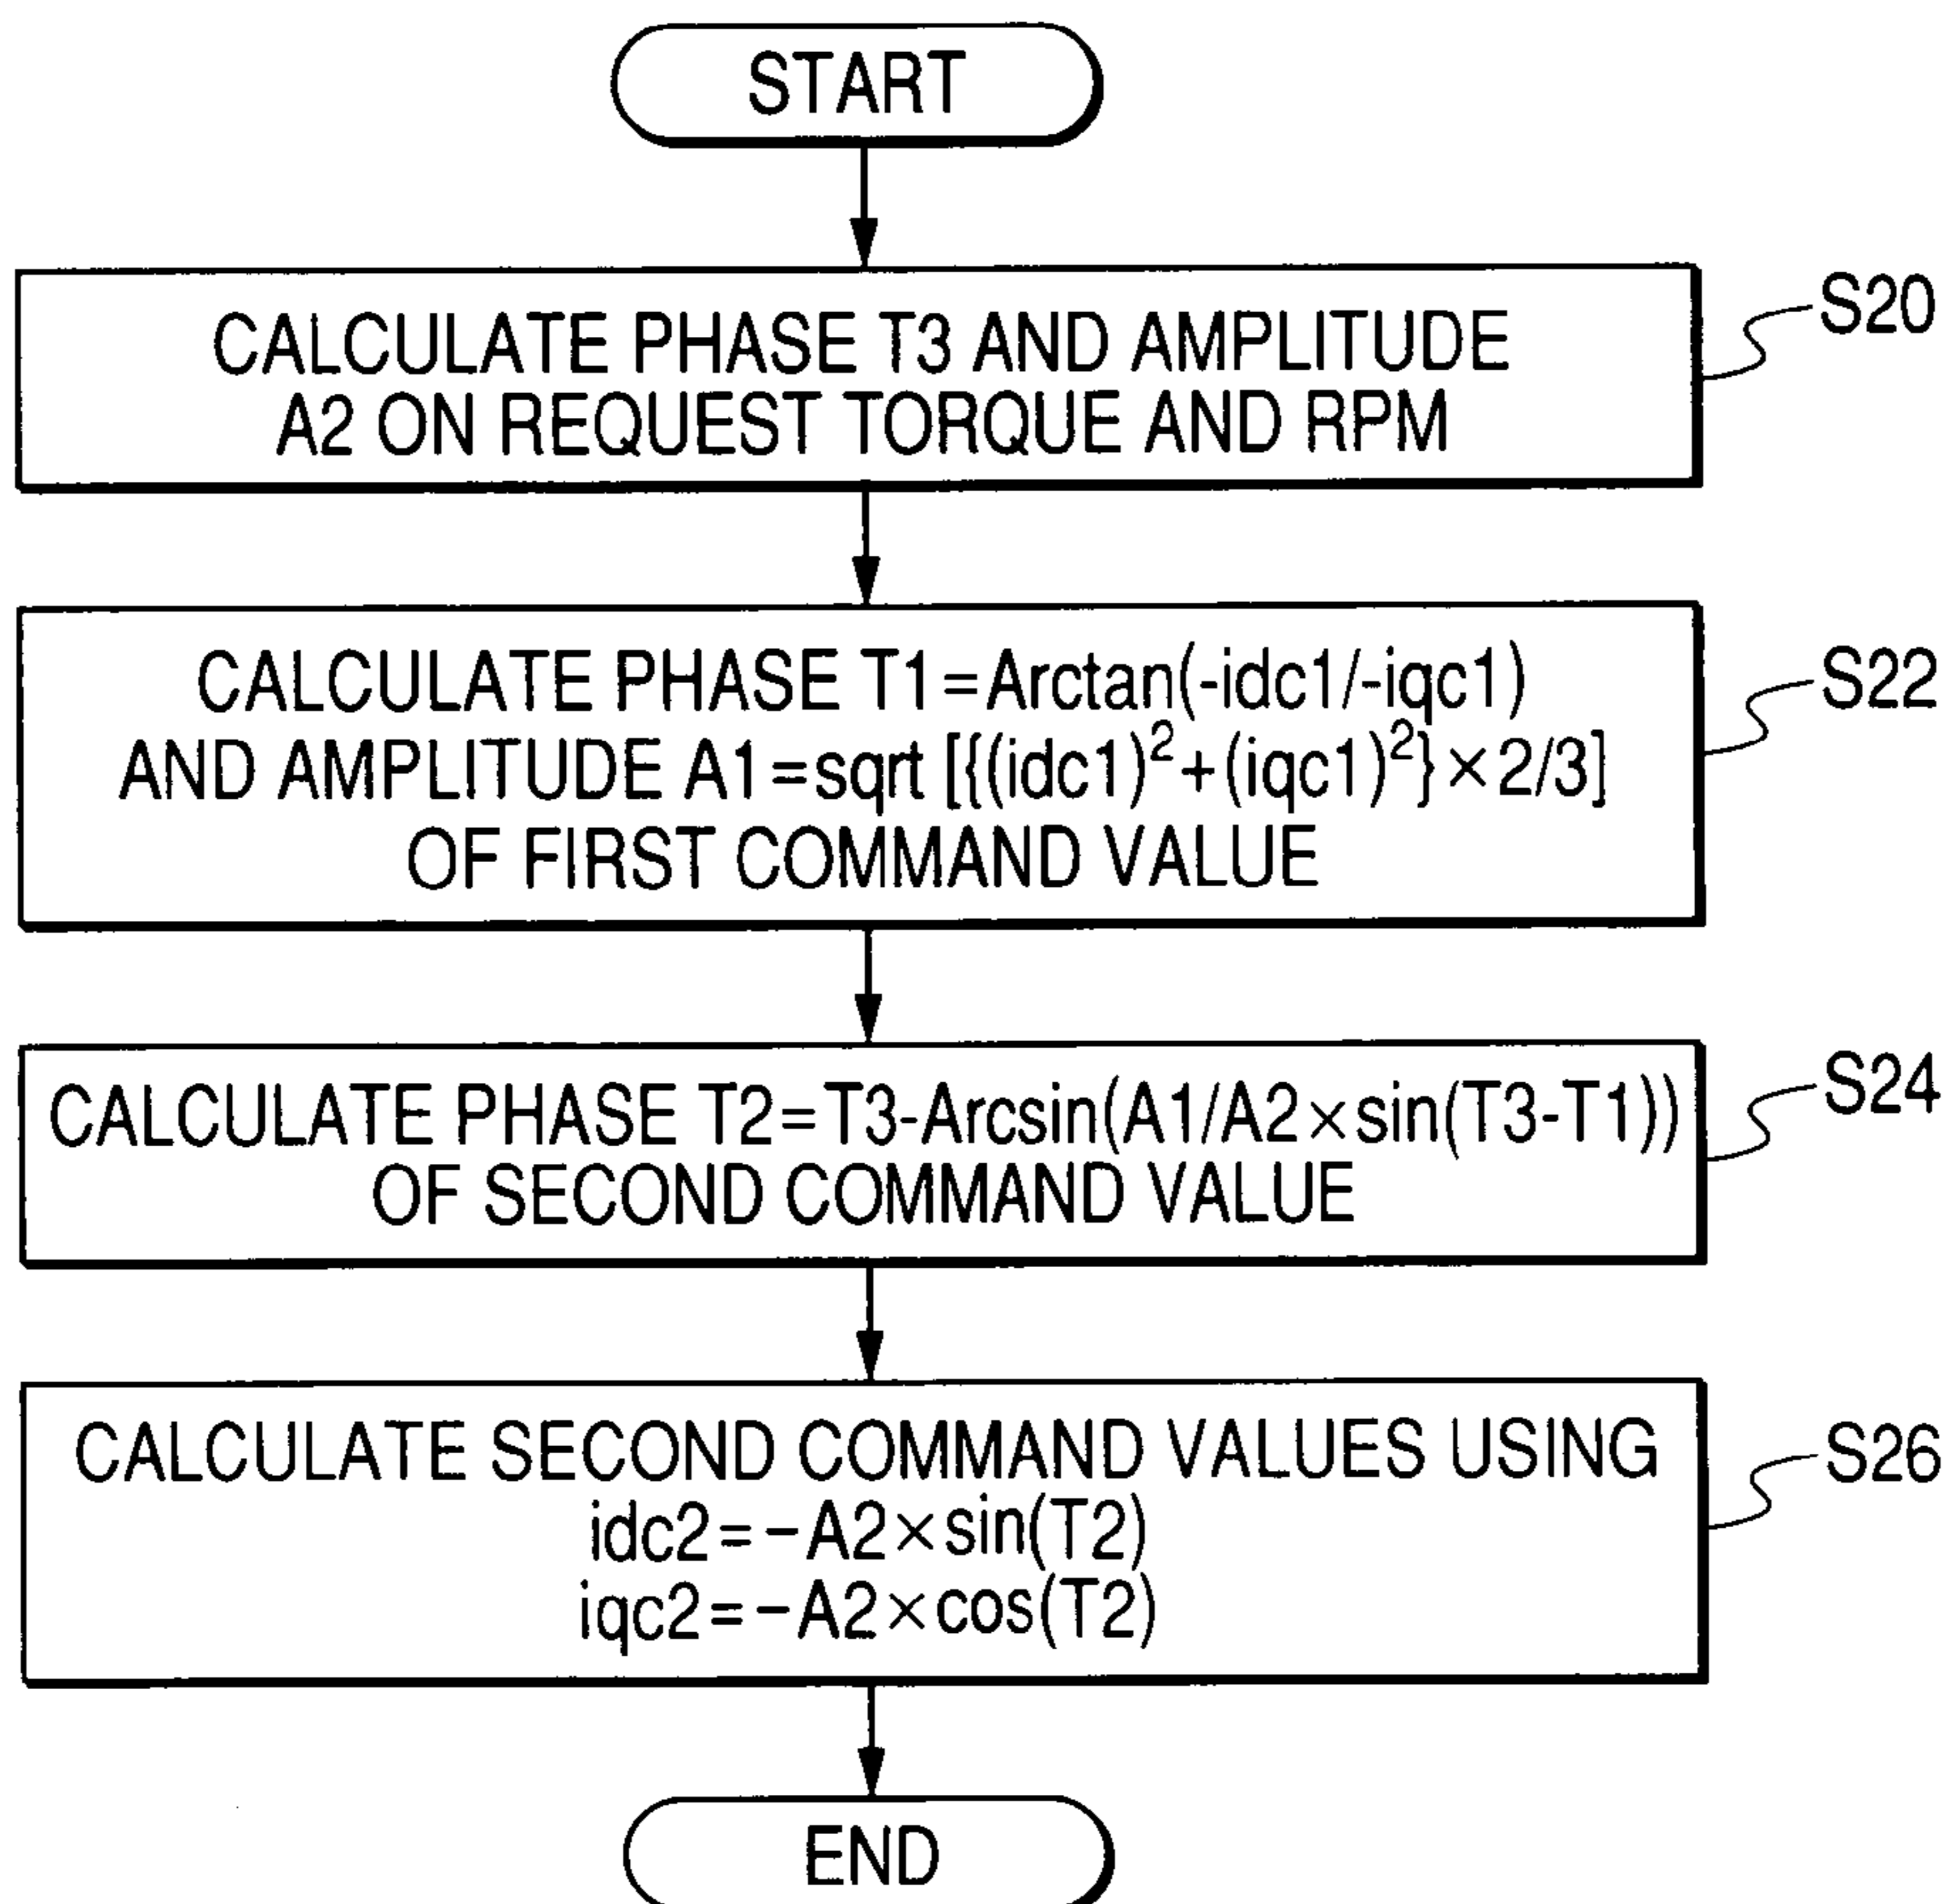 START
CALCULATE PHASE T3 AND AMPLITUDE
A2 ON REQUEST TORQUE AND RPM
S20
CALCULATE PHASE T1=Arctan(-idc1/-iqc1)
AND AMPLITUDE A1=sqrt [{(idc1)²+(iqc1)²}×2/3]
OF FIRST COMMAND VALUE
S22
CALCULATE PHASE T2=T3-Arcsin(A1/A2×sin(T3-T1))
OF SECOND COMMAND VALUE
S24
CALCULATE SECOND COMMAND VALUES USING
idc2=-A2×sin(T2)
iqc2=-A2×cos(T2)
S26
END